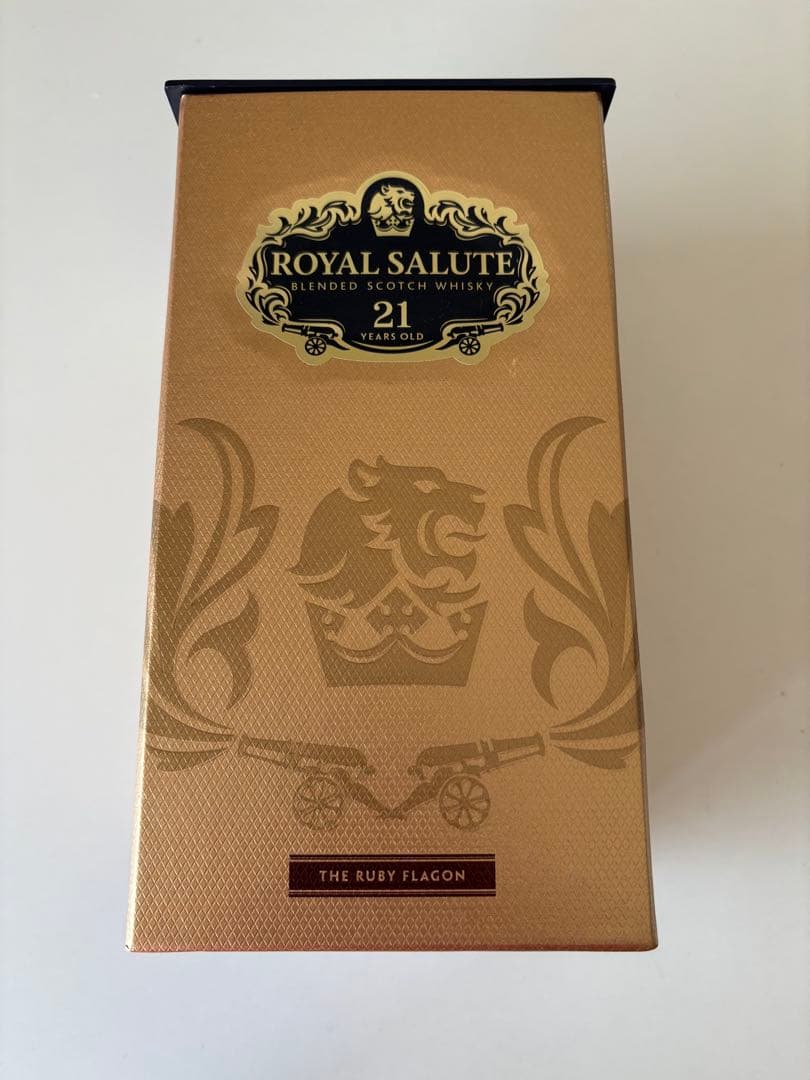 ROYAL SALUTE
BLENDED SCOTCH WHISKY
21
YEARS OLD
THE RUBY FLAGON